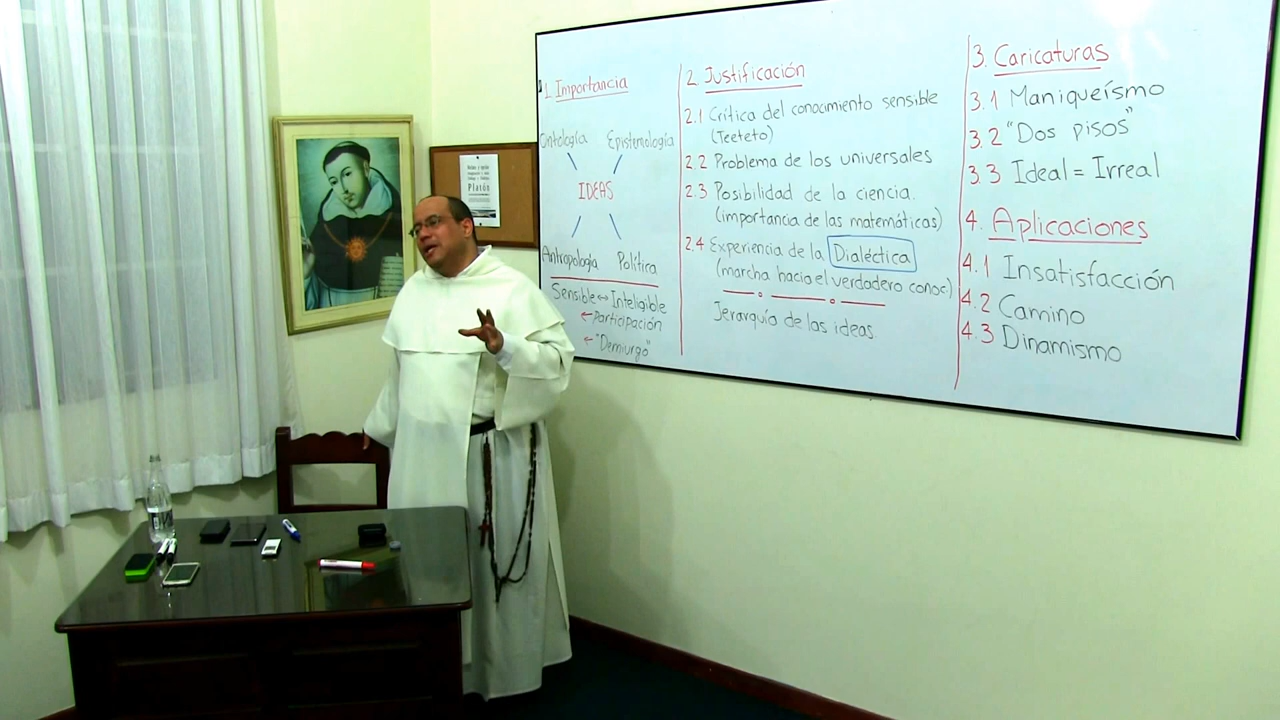 1. Importancia
Ontología Epistemología
IDEAS
Antropología Política
Sensible ↔ Inteligible
← Participación
← "Demiurgo"
2. Justificación
2.1 Crítica del conocimiento sensible
(Teeteto)
2.2 Problema de los universales
2.3 Posibilidad de la ciencia.
(importancia de las matemáticas)
2.4 Experiencia de la Dialéctica
(marcha hacia el verdadero conoc)
Jerarquía de las ideas.
3. Caricaturas
3.1 Maniqueísmo
3.2 "Dos pisos"
3.3 Ideal = Irreal
4. Aplicaciones
4.1 Insatisfacción
4.2 Camino
4.3 Dinamismo
Platón